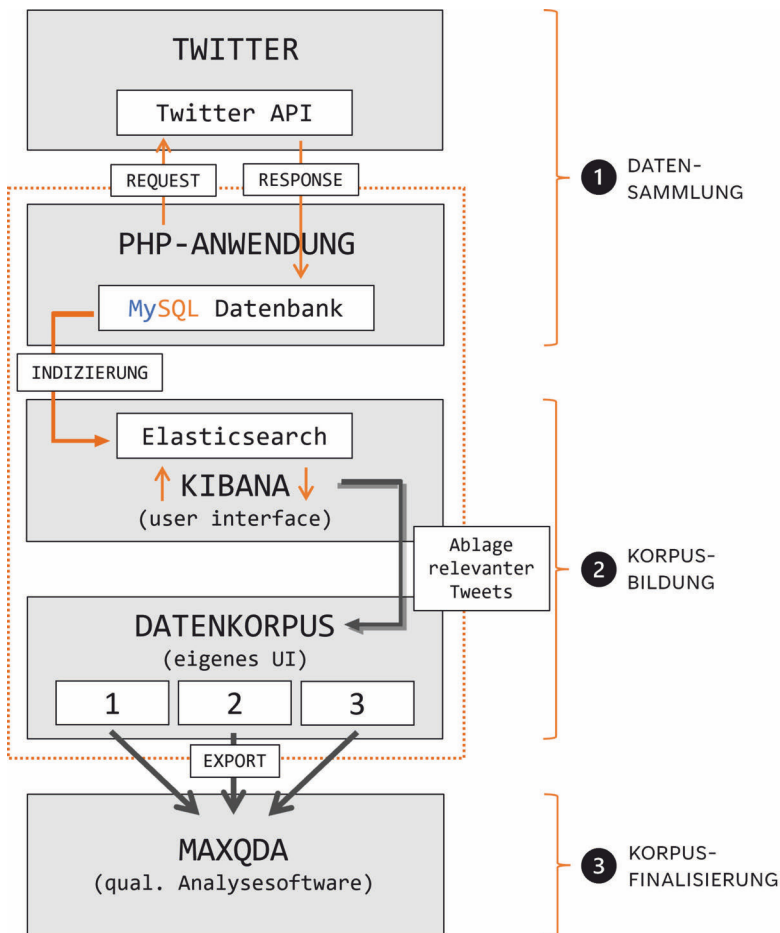 TWITTER
Twitter API
REQUEST
RESPONSE
1
DATEN-
SAMMLUNG
PHP-ANWENDUNG
MySQL Datenbank
INDIZIERUNG
Elasticsearch
KIBANA
(user interface)
Ablage
relevanter
Tweets
2
KORPUS-
BILDUNG
DATENKORPUS
(eigenes UI)
1
2
3
EXPORT
MAXQDA
(qual. Analysesoftware)
3
KORPUS-
FINALISIERUNG